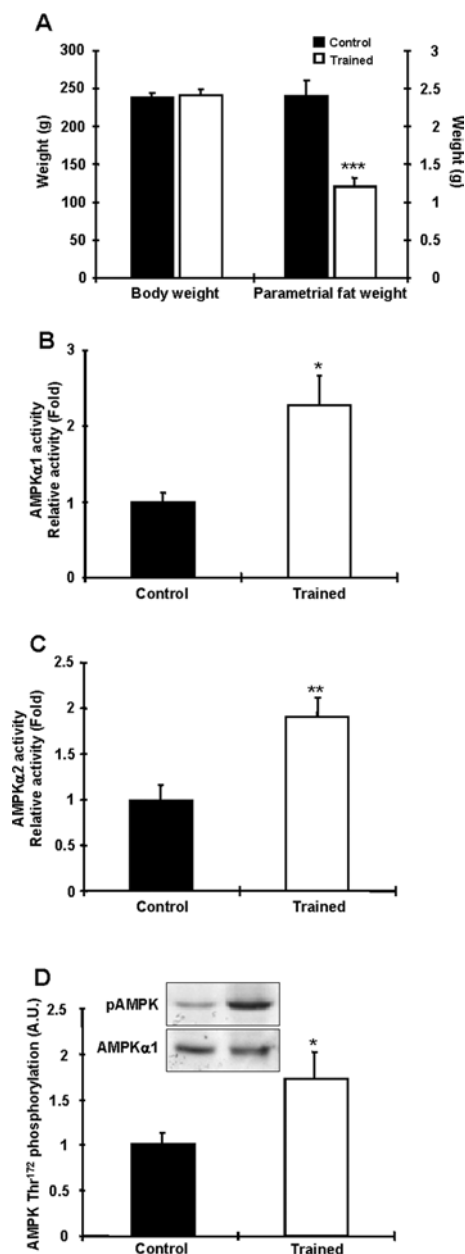 A
Control
Trained
300
250
200
150
100
50
0
Weight (g)
3
2.5
2
1.5
1
0.5
0
Weight (g)
***
Body weight
Parametrial fat weight
B
3
2
1
0
AMPKα1 activity
Relative activity (Fold)
*
Control
Trained
C
2.5
2
1.5
1
0.5
0
AMPKα2 activity
Relative activity (Fold)
**
Control
Trained
D
pAMPK
AMPKα1
2.5
2
1.5
1
0.5
0
AMPK Thr¹⁷² phosphorylation (A.U.)
*
Control
Trained